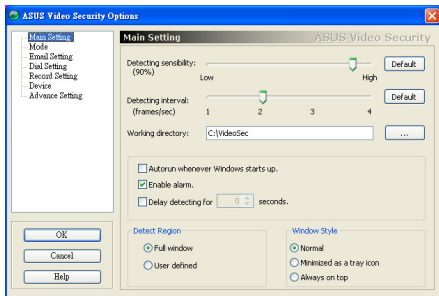 ASUS Video Security Options
Main Setting
Mode
Email Setting
Dial Setting
Record Setting
Device
Advance Setting
OK
Cancel
Help
Main Setting
ASUS Video Security
Detecting sensibility:
(90%)
Low
High
Default
Detecting interval:
(frames/sec)
1 2 3 4
Default
Working directory:
C:\VideoSec
...
Autorun whenever Windows starts up.
Enable alarm.
Delay detecting for 0 seconds.
Detect Region
Full window
User defined
Window Style
Normal
Minimized as a tray icon
Always on top